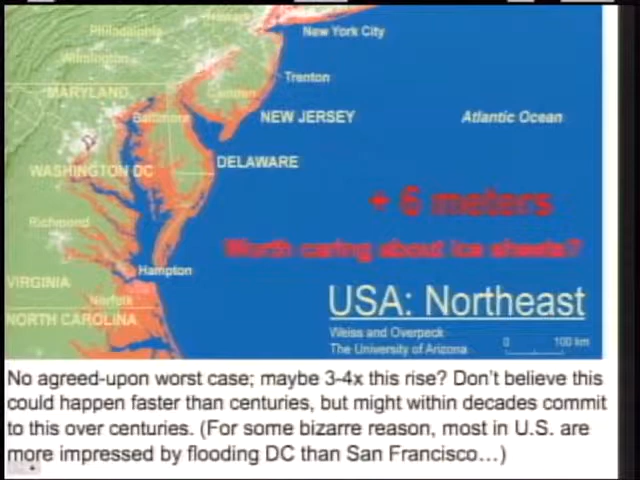 Newark
New York City
Philadelphia
Wilmington
Trenton
MARYLAND
Camden
Baltimore
NEW JERSEY
Atlantic Ocean
DELAWARE
WASHINGTON DC
+ 6 meters
Richmond
Worth caring about ice sheets?
Hampton
VIRGINIA
Norfolk
USA: Northeast
NORTH CAROLINA
Weiss and Overpeck
The University of Arizona
0 100 km
No agreed-upon worst case; maybe 3-4x this rise? Don't believe this
could happen faster than centuries, but might within decades commit
to this over centuries. (For some bizarre reason, most in U.S. are
more impressed by flooding DC than San Francisco…)